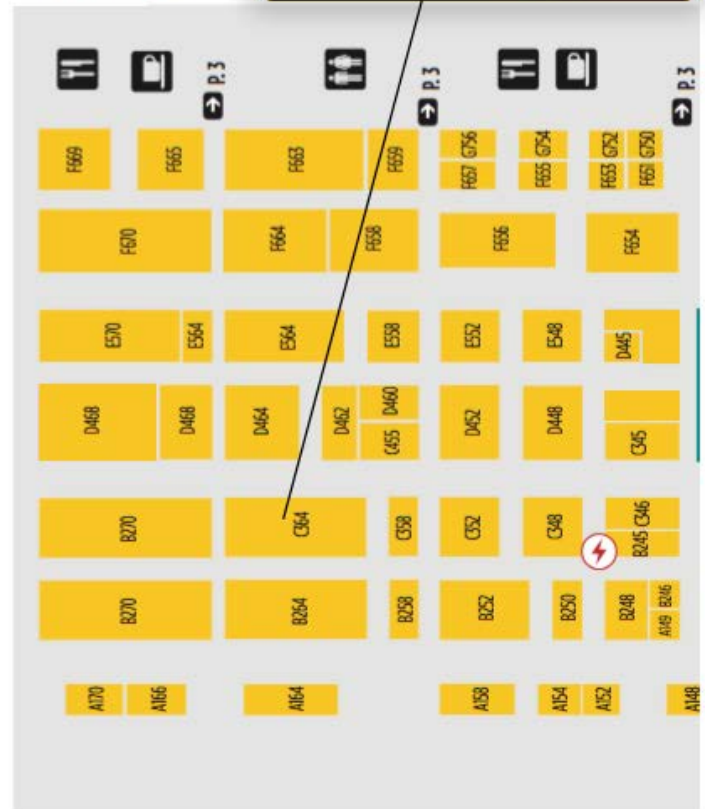 P. 3
P. 3
P. 3
F669
F665
F663
F659
G756
G754
G752
G750
F657
F655
F653
F651
F670
F664
F658
F656
F654
E570
E564
E564
E558
E552
E548
D445
D468
D468
D464
D462
D460
C455
D452
D448
C345
B270
C364
C358
C352
C348
C346
B245
B270
B264
B258
B252
B250
B248
B246
A149
A170
A166
A164
A158
A154
A152
A148